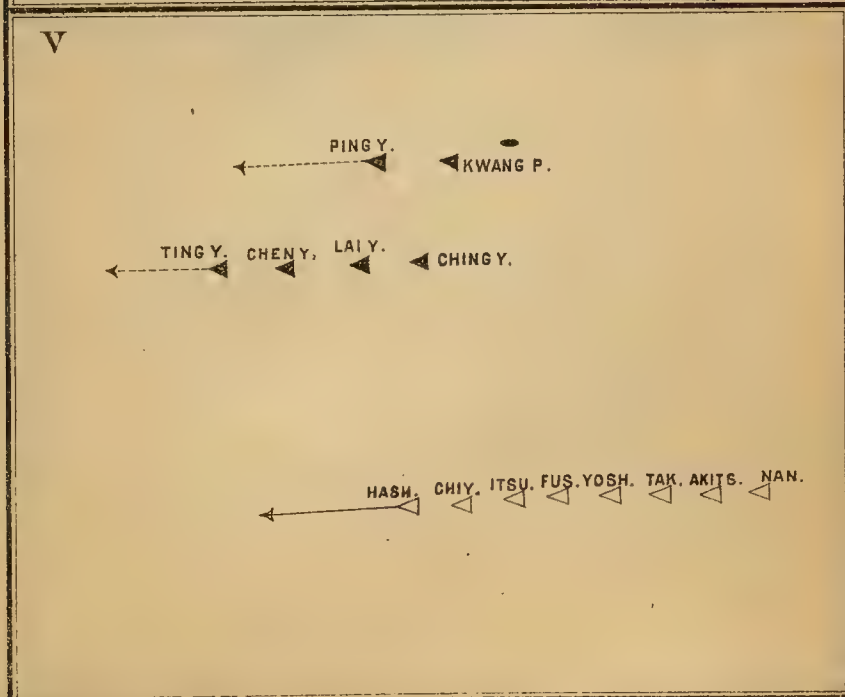 V
PING Y.
KWANG P.
TING Y. CHEN Y, LAI Y. CHING Y.
HASH. CHIY. ITSU. FUS. YOSH. TAK. AKITS. NAN.